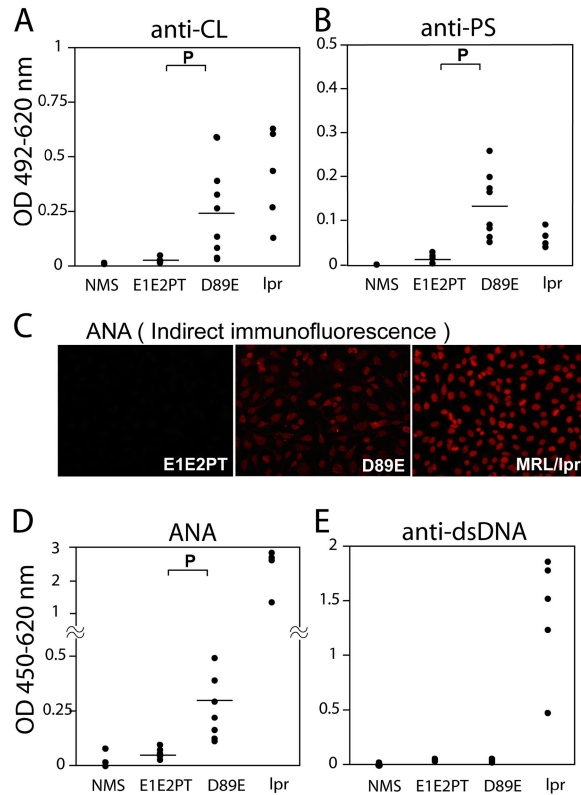 A
anti-CL
OD 492-620 nm
1
0.75
0.5
0.25
0
P
NMS E1E2PT D89E lpr
B
anti-PS
0.5
0.4
0.3
0.2
0.1
0
P
NMS E1E2PT D89E lpr
C
ANA ( Indirect immunofluorescence )
E1E2PT
D89E
MRL/lpr
D
ANA
OD 450-620 nm
3
2
1
0.5
0.25
0
P
NMS E1E2PT D89E lpr
E
anti-dsDNA
2
1.5
1
0.5
0
NMS E1E2PT D89E lpr